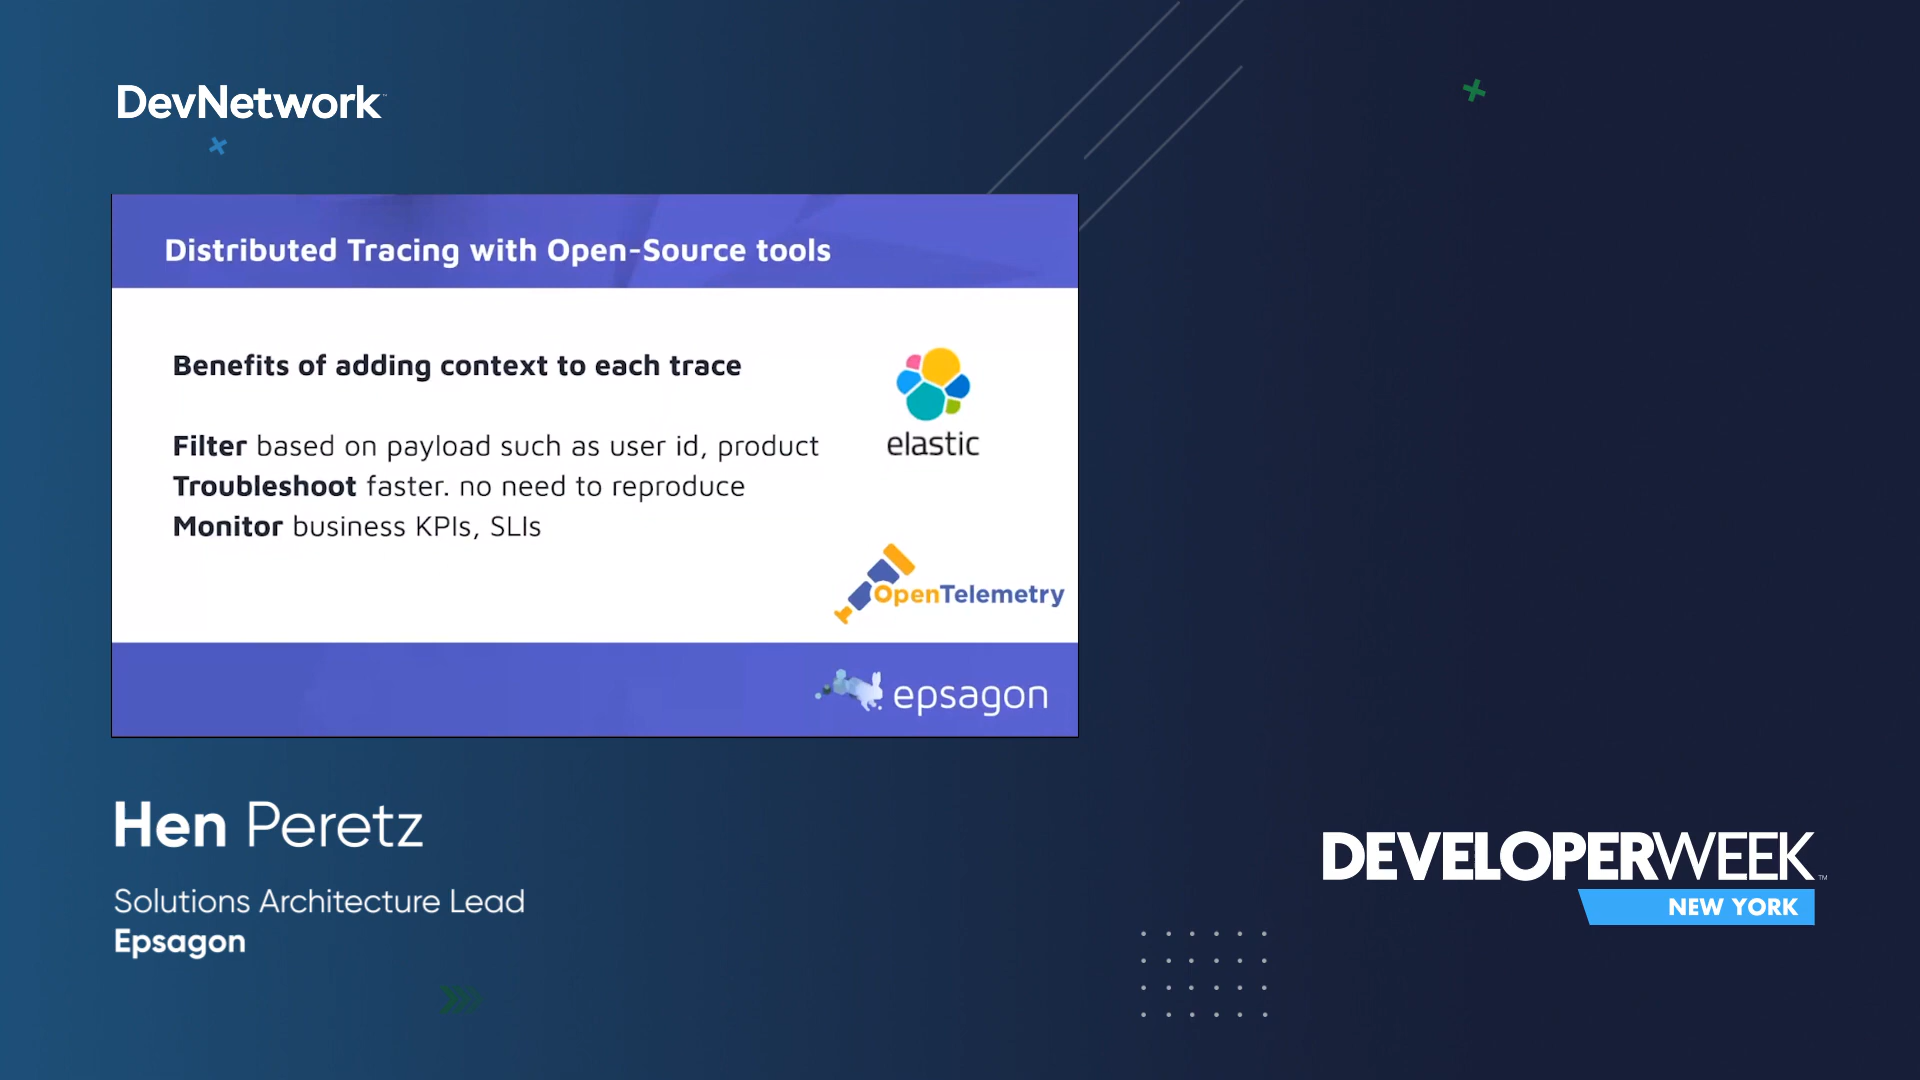 DevNetwork
Distributed Tracing with Open-Source tools
Benefits of adding context to each trace
Filter based on payload such as user id, product
Troubleshoot faster. no need to reproduce
Monitor business KPIs, SLIs
elastic
OpenTelemetry
epsagon
Hen Peretz
Solutions Architecture Lead
Epsagon
DEVELOPERWEEK™
NEW YORK